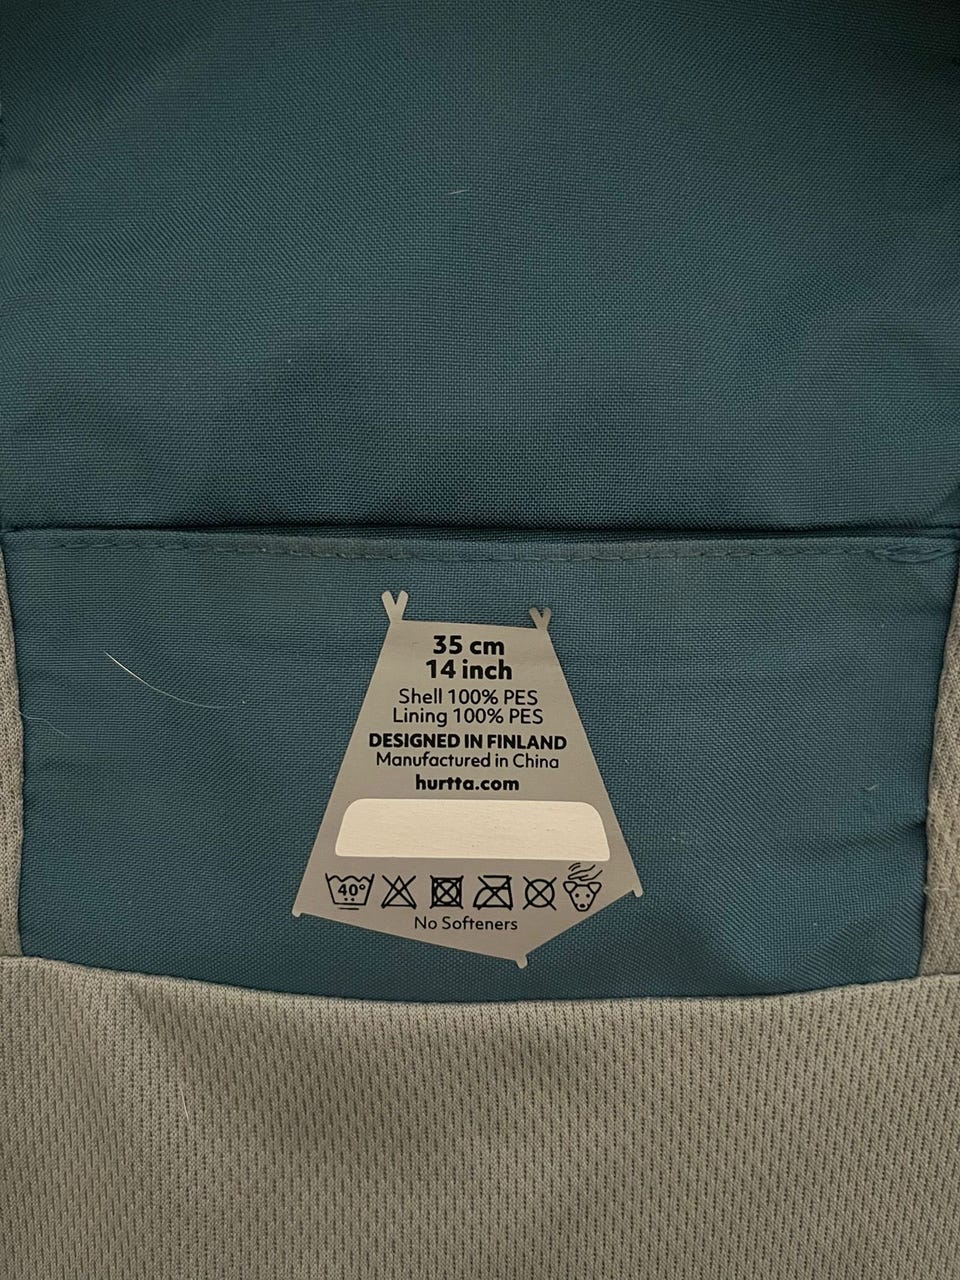 35 cm
14 inch
Shell 100% PES
Lining 100% PES
DESIGNED IN FINLAND
Manufactured in China
hurtta.com
40°
No Softeners